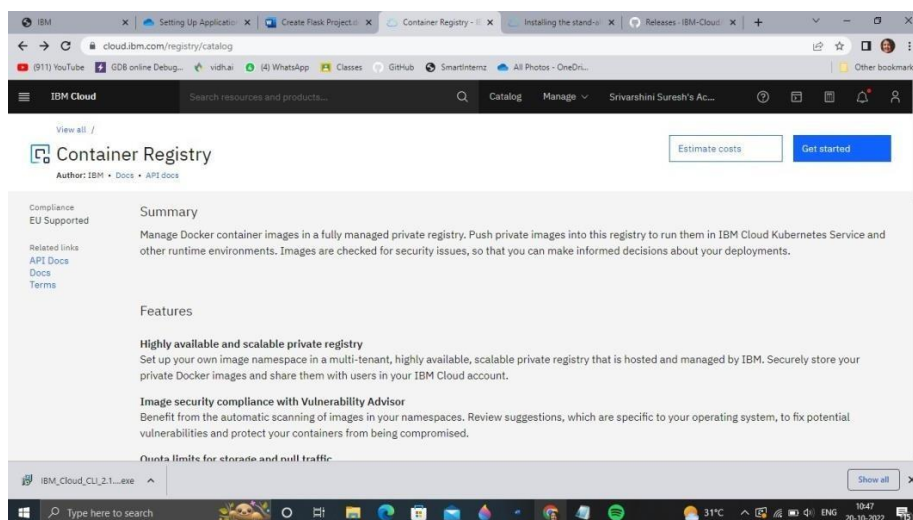 IBM
Setting Up Applicatio
Create Flask Project.d
Container Registry - IE
Installing the stand-al
Releases · IBM-Cloud
cloud.ibm.com/registry/catalog
(911) YouTube
GDB online Debug...
vidh.ai
(4) WhatsApp
Classes
GitHub
SmartInternz
All Photos - OneDri...
Other bookmark
IBM Cloud
Search resources and products...
Catalog
Manage
Srivarshini Suresh's Ac...
View all /
Container Registry
Author: IBM • Docs • API docs
Estimate costs
Get started
Compliance
EU Supported
Related links
API Docs
Docs
Terms
Summary
Manage Docker container images in a fully managed private registry. Push private images into this registry to run them in IBM Cloud Kubernetes Service and
other runtime environments. Images are checked for security issues, so that you can make informed decisions about your deployments.
Features
Highly available and scalable private registry
Set up your own image namespace in a multi-tenant, highly available, scalable private registry that is hosted and managed by IBM. Securely store your
private Docker images and share them with users in your IBM Cloud account.
Image security compliance with Vulnerability Advisor
Benefit from the automatic scanning of images in your namespaces. Review suggestions, which are specific to your operating system, to fix potential
vulnerabilities and protect your containers from being compromised.
Quota limits for storage and pull traffic
IBM_Cloud_CLI_2.1....exe
Show all
Type here to search
31°C
ENG
10:47
20-10-2022
15